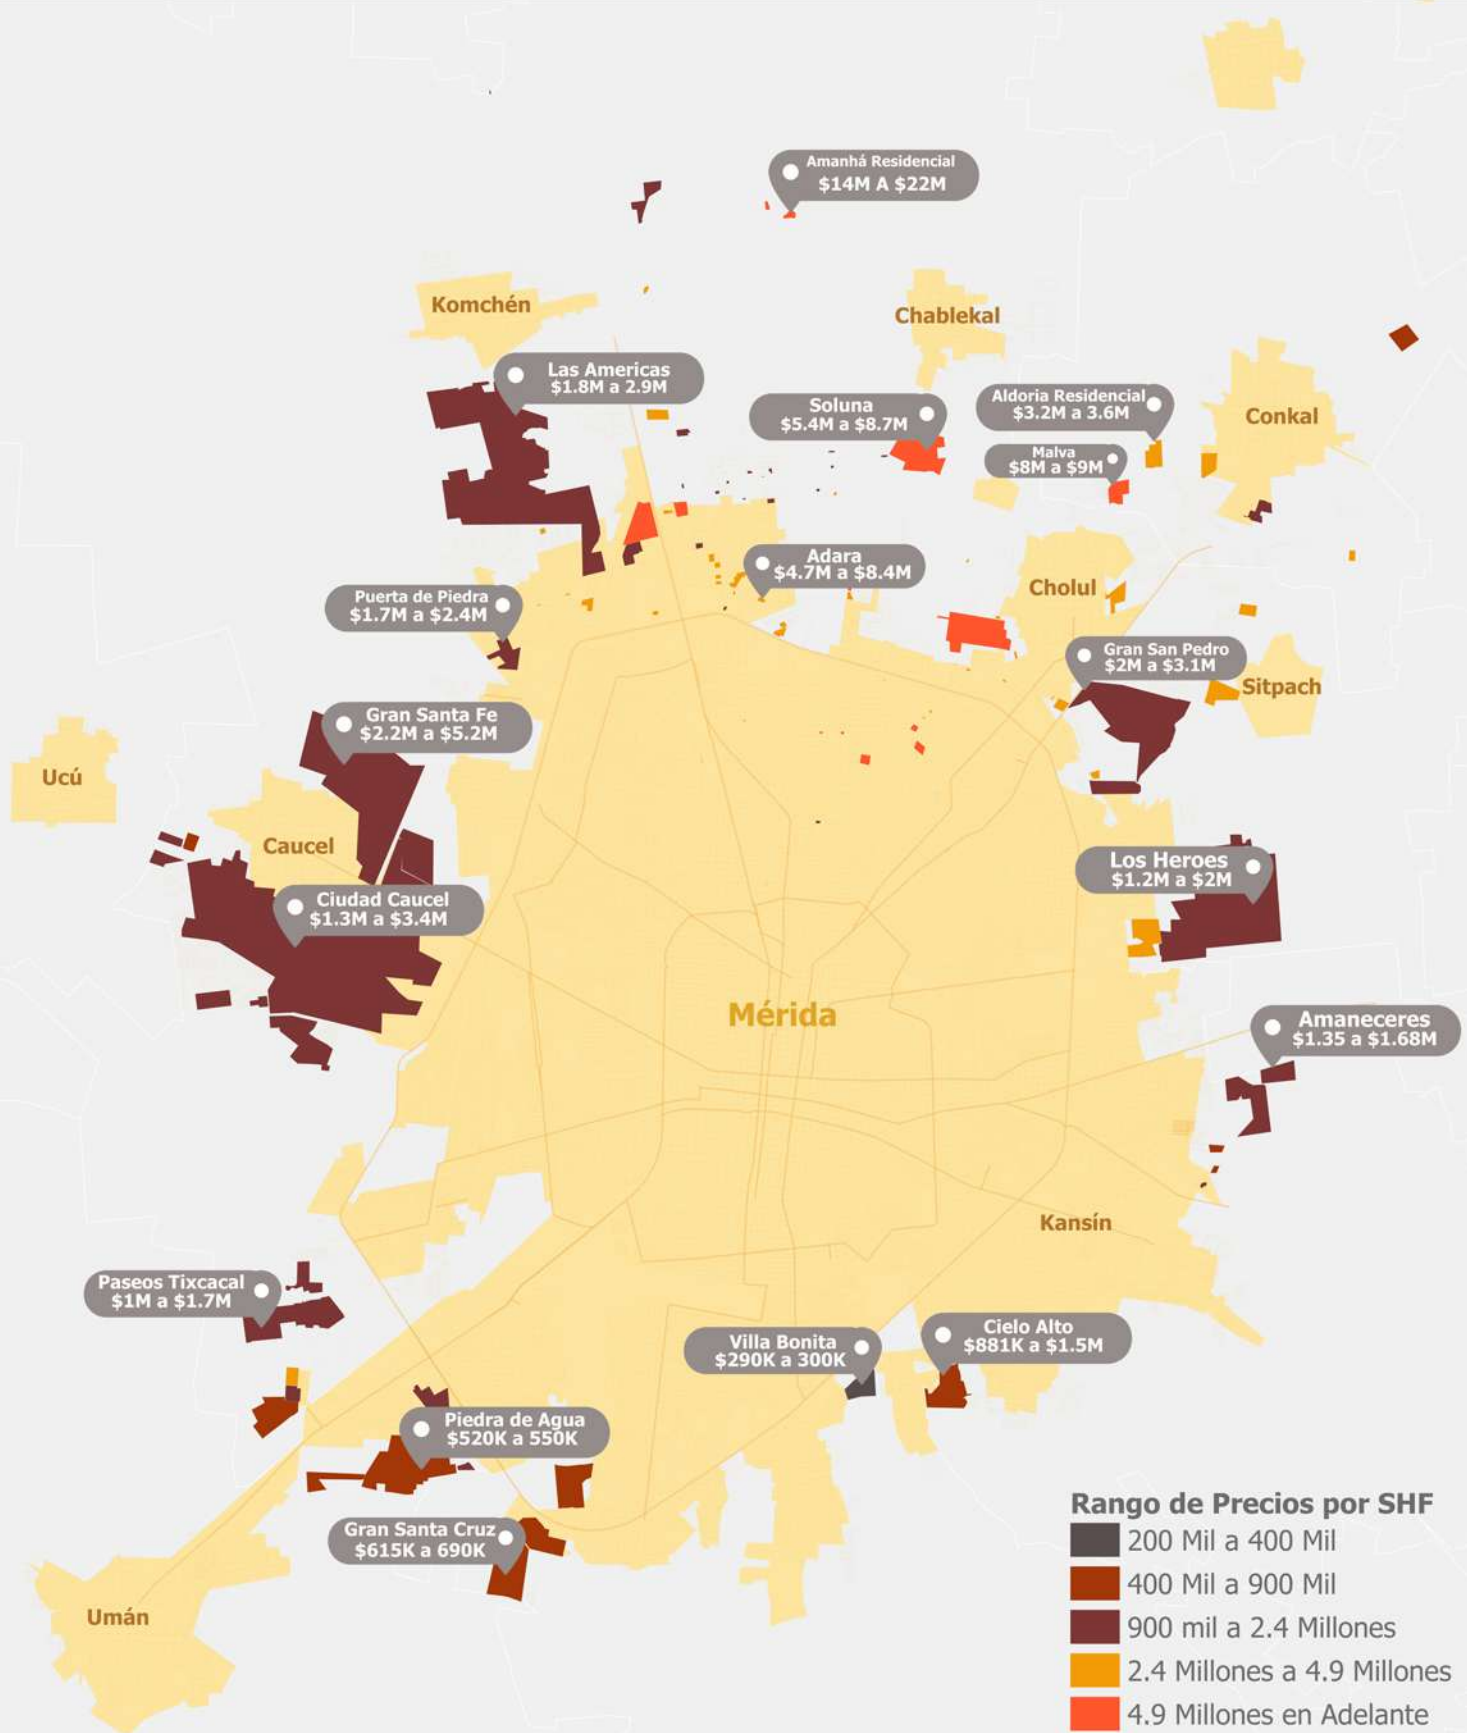 Amanhá Residencial
$14M A $22M
Komchén
Chablekal
Las Americas
$1.8M a 2.9M
Soluna
$5.4M a $8.7M
Aldoria Residencial
$3.2M a 3.6M
Conkal
Malva
$8M a $9M
Adara
$4.7M a $8.4M
Cholul
Puerta de Piedra
$1.7M a $2.4M
Gran San Pedro
$2M a $3.1M
Sitpach
Gran Santa Fe
$2.2M a $5.2M
Ucú
Caucel
Los Heroes
$1.2M a $2M
Ciudad Caucel
$1.3M a $3.4M
Mérida
Amaneceres
$1.35 a $1.68M
Kansín
Paseos Tixcacal
$1M a $1.7M
Villa Bonita
$290K a 300K
Cielo Alto
$881K a $1.5M
Piedra de Agua
$520K a 550K
Gran Santa Cruz
$615K a 690K
Umán
Rango de Precios por SHF
200 Mil a 400 Mil
400 Mil a 900 Mil
900 mil a 2.4 Millones
2.4 Millones a 4.9 Millones
4.9 Millones en Adelante